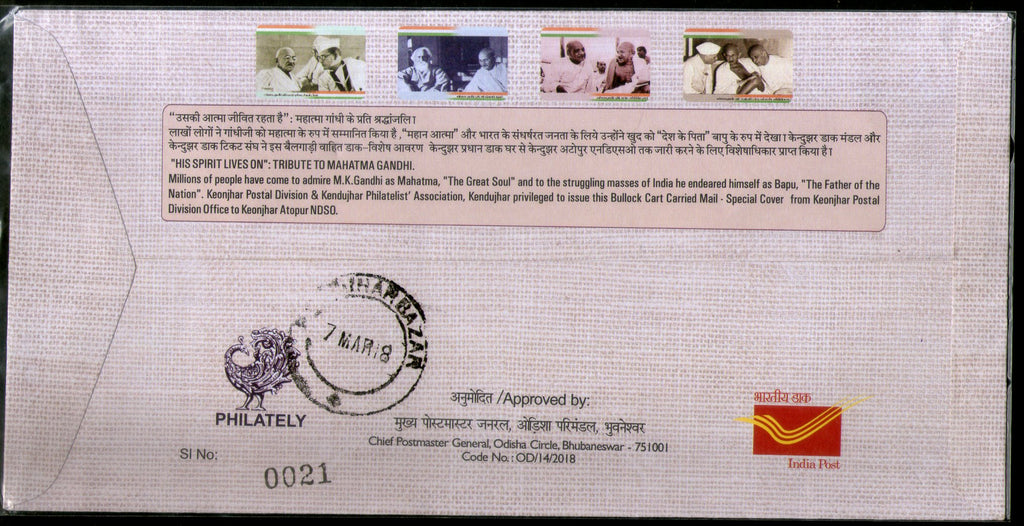 “उसकी आत्मा जीवित रहता है” : महात्मा गांधी के प्रति श्रद्धांजलि।
लाखों लोगों ने गांधीजी को महात्मा के रुप में सम्मानित किया है ,“महान आत्मा” और भारत के संघर्षरत जनता के लिये उन्होंने खुद को “देश के पिता” वापु के रुप में देखा। केन्दुझर डाक मंडल और
केन्दुझर डाक टिकट संघ ने इस बैलगाड़ी वाहित डाक–विशेष आवरण केन्दुझर प्रधान डाक घर से केन्दुझर अटोपुर एनडिएसओ तक जारी करने के लिए विशेषाधिकार प्राप्त किया है।
"HIS SPIRIT LIVES ON": TRIBUTE TO MAHATMA GANDHI.
Millions of people have come to admire M.K.Gandhi as Mahatma, "The Great Soul" and to the struggling masses of India he endeared himself as Bapu, "The Father of the
Nation". Keonjhar Postal Division & Kendujhar Philatelist' Association, Kendujhar privileged to issue this Bullock Cart Carried Mail - Special Cover from Keonjhar Postal
Division Office to Keonjhar Atopur NDSO.
BAZAR
7 MAR 18
PHILATELY
अनुमोदित /Approved by:
मुख्य पोस्टमास्टर जनरल, ओड़िशा परिमंडल, भुवनेश्वर
Chief Postmaster General, Odisha Circle, Bhubaneswar - 751001
Code No. : OD/14/2018
Sl No:
0021
भारतीय डाक
India Post